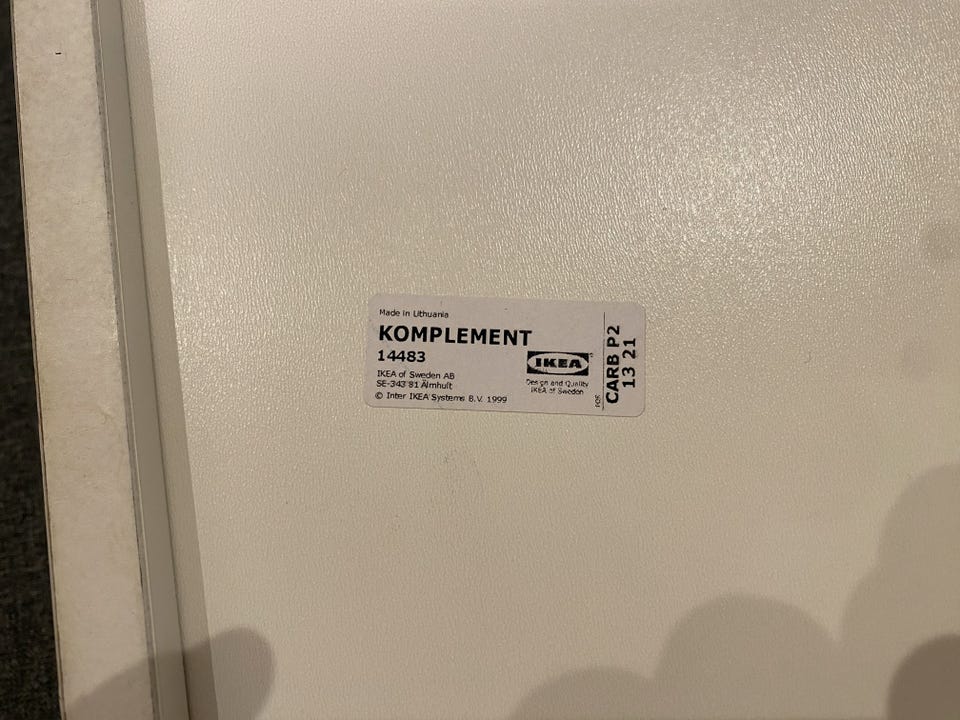 Made in Lithuania
KOMPLEMENT
14483
IKEA of Sweden AB
SE-343 81 Älmhult
© Inter IKEA Systems B.V. 1999
IKEA®
Design and Quality
IKEA of Sweden
FOR
CARB P2
13 21